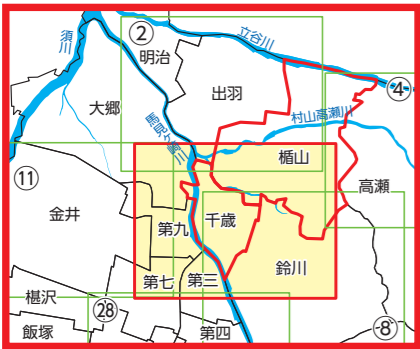 須川
②
明治
立谷川
④
出羽
大郷
馬見ヶ崎川
村山高瀬川
楯山
⑪
高瀬
金井
第九
千歳
鈴川
第七
第三
椹沢
㉘
飯塚
第四
-8-